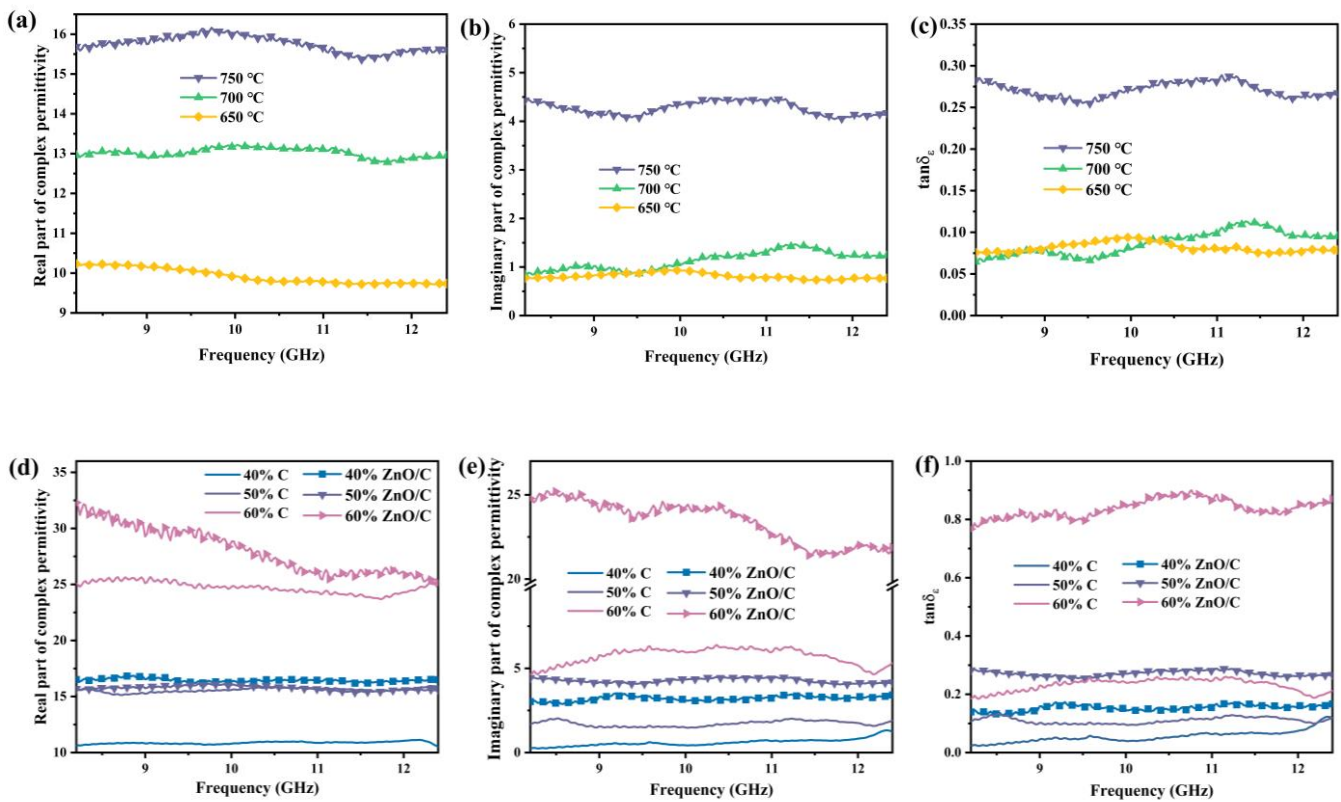 (a)
Real part of complex permittivity
16
15
14
13
12
11
10
9
750 °C
700 °C
650 °C
9 10 11 12
Frequency (GHz)
(b)
Imaginary part of complex permittivity
6
5
4
3
2
1
0
750 °C
700 °C
650 °C
9 10 11 12
Frequency (GHz)
(c)
tanδε
0.35
0.30
0.25
0.20
0.15
0.10
0.05
0.00
750 °C
700 °C
650 °C
9 10 11 12
Frequency (GHz)
(d)
Real part of complex permittivity
35
30
25
20
15
10
40% C 40% ZnO/C
50% C 50% ZnO/C
60% C 60% ZnO/C
9 10 11 12
Frequency (GHz)
(e)
Imaginary part of complex permittivity
25
20
5
0
40% C 40% ZnO/C
50% C 50% ZnO/C
60% C 60% ZnO/C
9 10 11 12
Frequency (GHz)
(f)
tanδε
1.0
0.8
0.6
0.4
0.2
0.0
40% C 40% ZnO/C
50% C 50% ZnO/C
60% C 60% ZnO/C
9 10 11 12
Frequency (GHz)